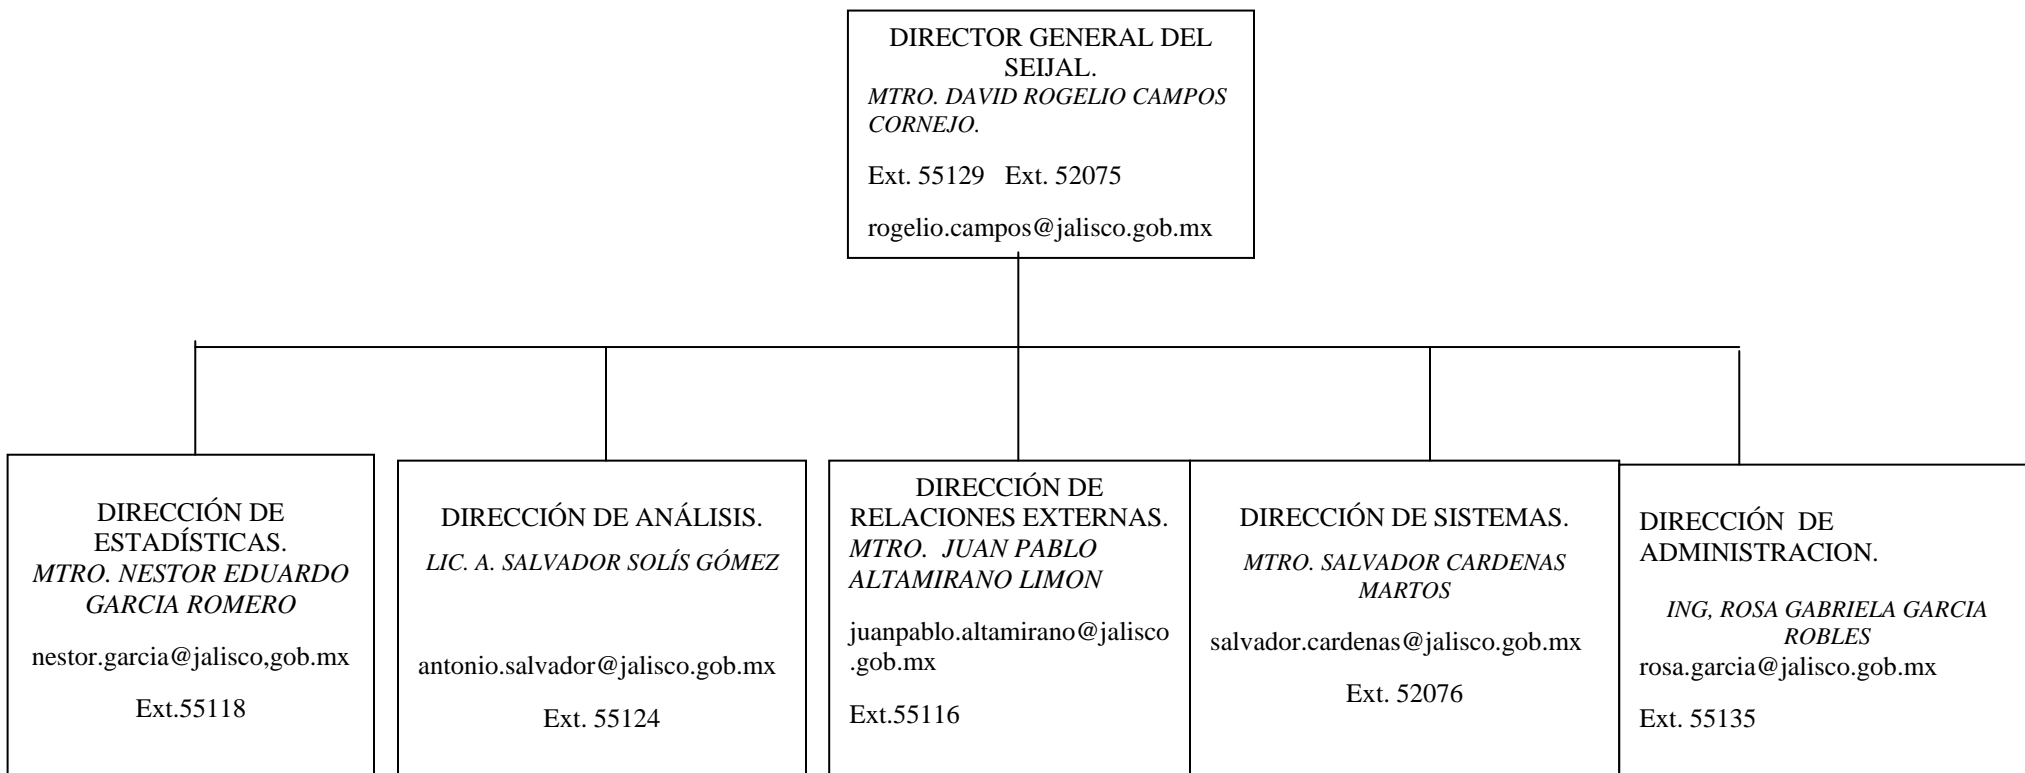 DIRECTOR GENERAL DEL
SEIJAL.
MTRO. DAVID ROGELIO CAMPOS
CORNEJO.
Ext. 55129 Ext. 52075
rogelio.campos@jalisco.gob.mx
DIRECCIÓN DE
ESTADÍSTICAS.
MTRO. NESTOR EDUARDO
GARCIA ROMERO
nestor.garcia@jalisco,gob.mx
Ext.55118
DIRECCIÓN DE ANÁLISIS.
LIC. A. SALVADOR SOLÍS GÓMEZ
antonio.salvador@jalisco.gob.mx
Ext. 55124
DIRECCIÓN DE
RELACIONES EXTERNAS.
MTRO. JUAN PABLO
ALTAMIRANO LIMON
juanpablo.altamirano@jalisco
.gob.mx
Ext.55116
DIRECCIÓN DE SISTEMAS.
MTRO. SALVADOR CARDENAS
MARTOS
salvador.cardenas@jalisco.gob.mx
Ext. 52076
DIRECCIÓN DE
ADMINISTRACION.
ING, ROSA GABRIELA GARCIA
ROBLES
rosa.garcia@jalisco.gob.mx
Ext. 55135